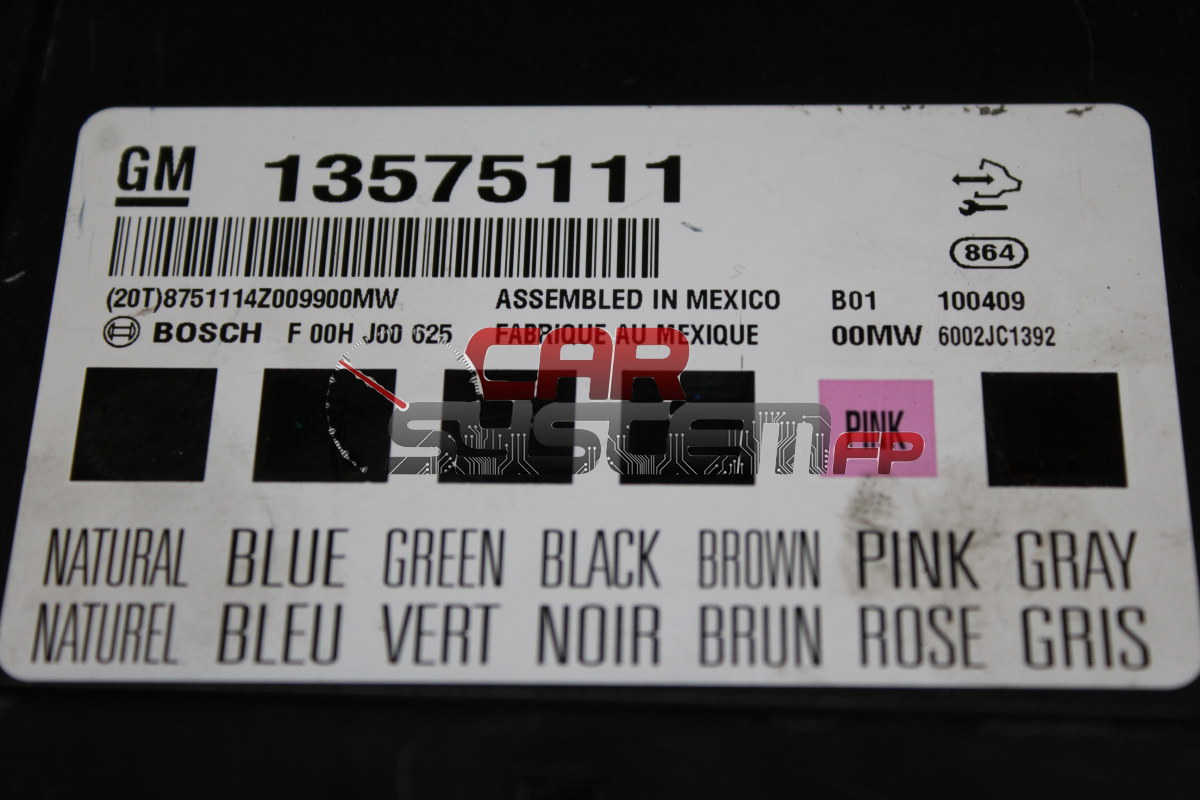 GM 13575111
864
(20T)8751114Z009900MW ASSEMBLED IN MEXICO B01 100409
BOSCH F 00H J00 625 FABRIQUE AU MEXIQUE 00MW 6002JC1392
CAR
SYSTEM FP
PINK
NATURAL BLUE GREEN BLACK BROWN PINK GRAY
NATUREL BLEU VERT NOIR BRUN ROSE GRIS